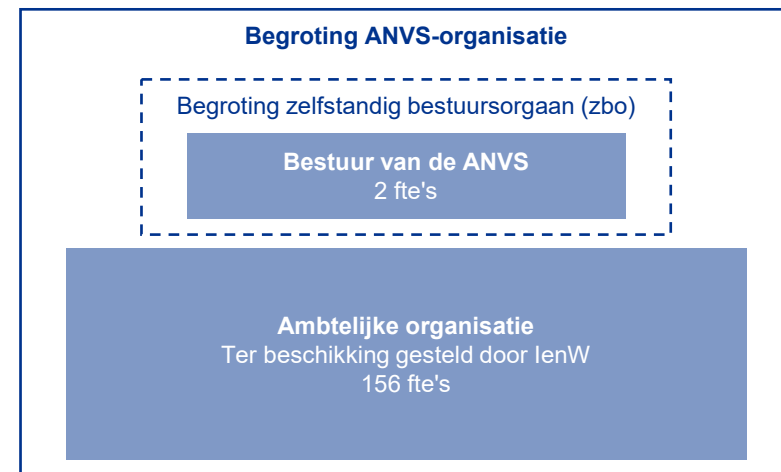 Begroting ANVS-organisatie
Begroting zelfstandig bestuursorgaan (zbo)
Bestuur van de ANVS
2 fte's
Ambtelijke organisatie
Ter beschikking gesteld door IenW
156 fte's